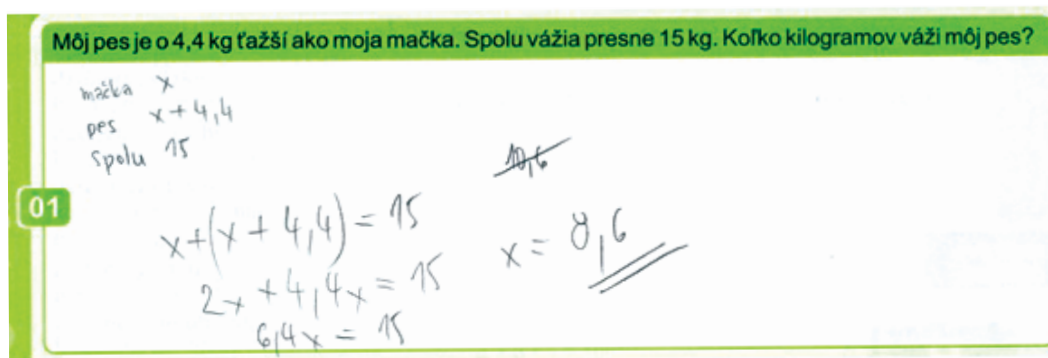 Môj pes je o 4,4 kg ťažší ako moja mačka. Spolu vážia presne 15 kg. Koľko kilogramov váži môj pes?
mačka x
pes x + 4,4
Spolu 15
10,6
01
x+(x + 4,4) = 15
x = 8,6
2x + 4,4x = 15
6,4x = 15